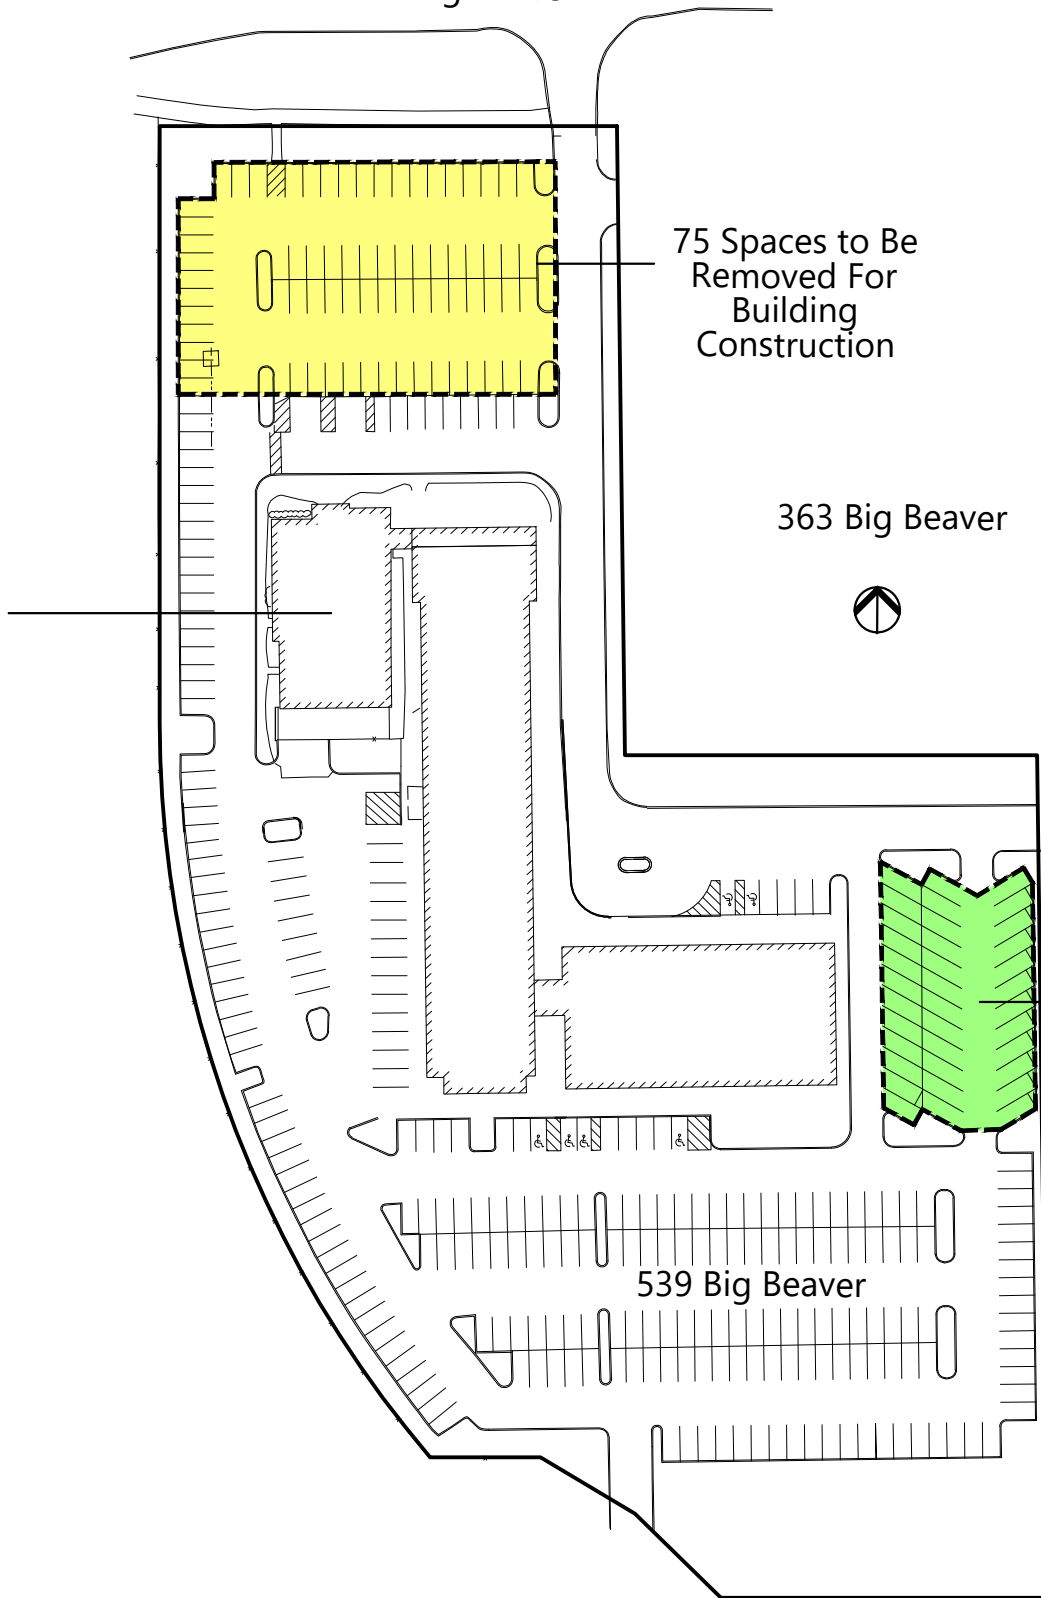 75 Spaces to Be
Removed For
Building
Construction
363 Big Beaver
539 Big Beaver